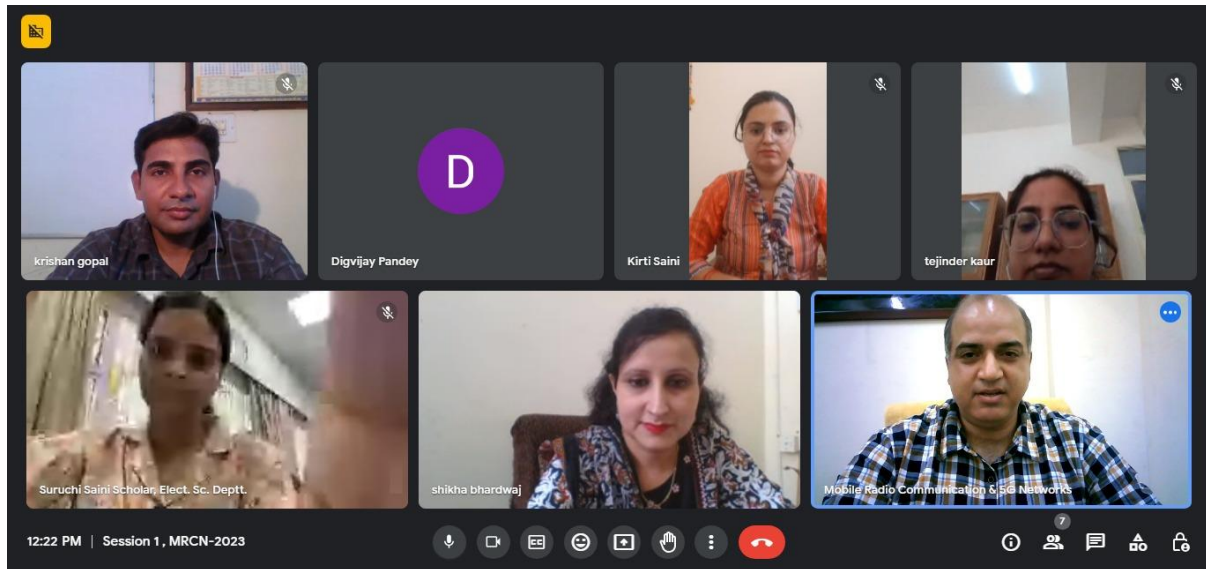 krishan gopal
D
Digvijay Pandey
Kirti Saini
tejinder kaur
Suruchi Saini Scholar, Elect. Sc. Deptt.
shikha bhardwaj
Mobile Radio Communication & 5G Networks
7
12:22 PM | Session 1 , MRCN-2023
CC